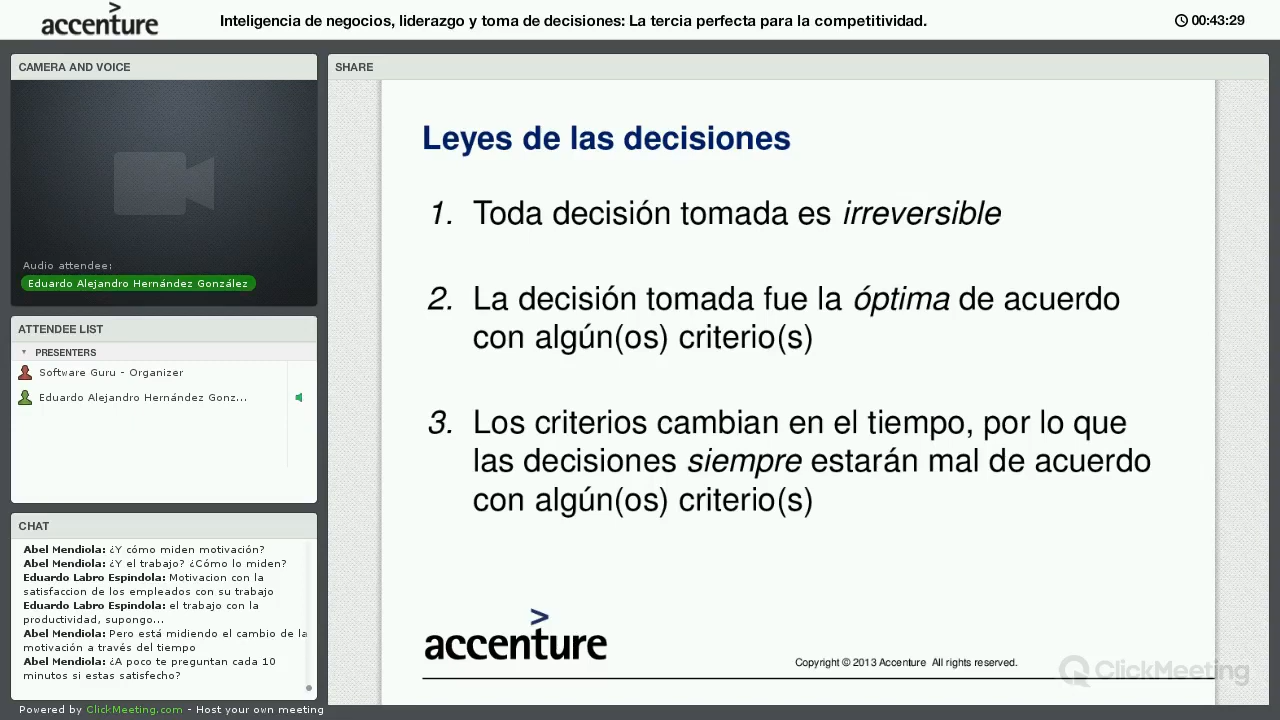 accenture
Inteligencia de negocios, liderazgo y toma de decisiones: La tercia perfecta para la competitividad.
00:43:29
CAMERA AND VOICE
Audio attendee:
Eduardo Alejandro Hernández González
ATTENDEE LIST
PRESENTERS
Software Guru - Organizer
Eduardo Alejandro Hernández Gonz...
CHAT
Abel Mendiola: ¿Y cómo miden motivación?
Abel Mendiola: ¿Y el trabajo? ¿Cómo lo miden?
Eduardo Labro Espindola: Motivacion con la
satisfaccion de los empleados con su trabajo
Eduardo Labro Espindola: el trabajo con la
productividad, supongo...
Abel Mendiola: Pero está midiendo el cambio de la
motivación a través del tiempo
Abel Mendiola: ¿A poco te preguntan cada 10
minutos si estas satisfecho?
Powered by ClickMeeting.com - Host your own meeting
SHARE
Leyes de las decisiones
1. Toda decisión tomada es irreversible
2. La decisión tomada fue la óptima de acuerdo
con algún(os) criterio(s)
3. Los criterios cambian en el tiempo, por lo que
las decisiones siempre estarán mal de acuerdo
con algún(os) criterio(s)
accenture
Copyright © 2013 Accenture All rights reserved.
ClickMeeting